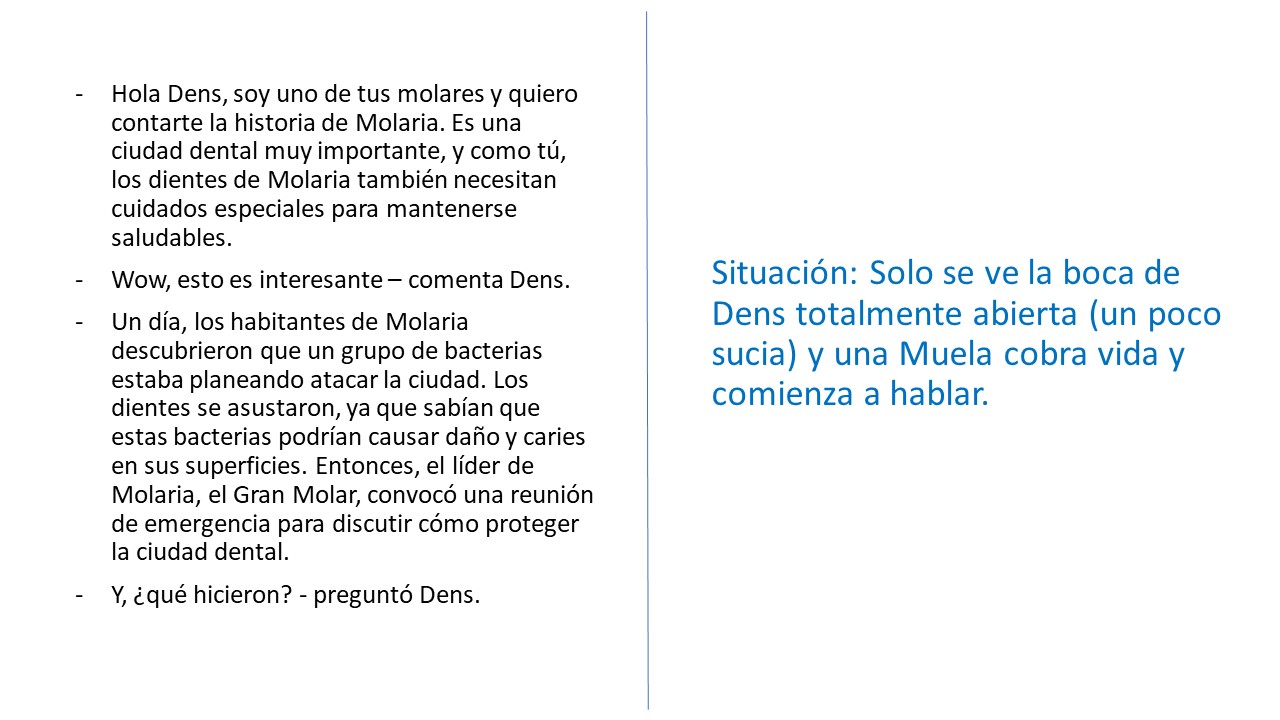 - Hola Dens, soy uno de tus molares y quiero
contarte la historia de Molaria. Es una
ciudad dental muy importante, y como tú,
los dientes de Molaria también necesitan
cuidados especiales para mantenerse
saludables.
- Wow, esto es interesante – comenta Dens.
- Un día, los habitantes de Molaria
descubrieron que un grupo de bacterias
estaba planeando atacar la ciudad. Los
dientes se asustaron, ya que sabían que
estas bacterias podrían causar daño y caries
en sus superficies. Entonces, el líder de
Molaria, el Gran Molar, convocó una reunión
de emergencia para discutir cómo proteger
la ciudad dental.
- Y, ¿qué hicieron? - preguntó Dens.
Situación: Solo se ve la boca de
Dens totalmente abierta (un poco
sucia) y una Muela cobra vida y
comienza a hablar.